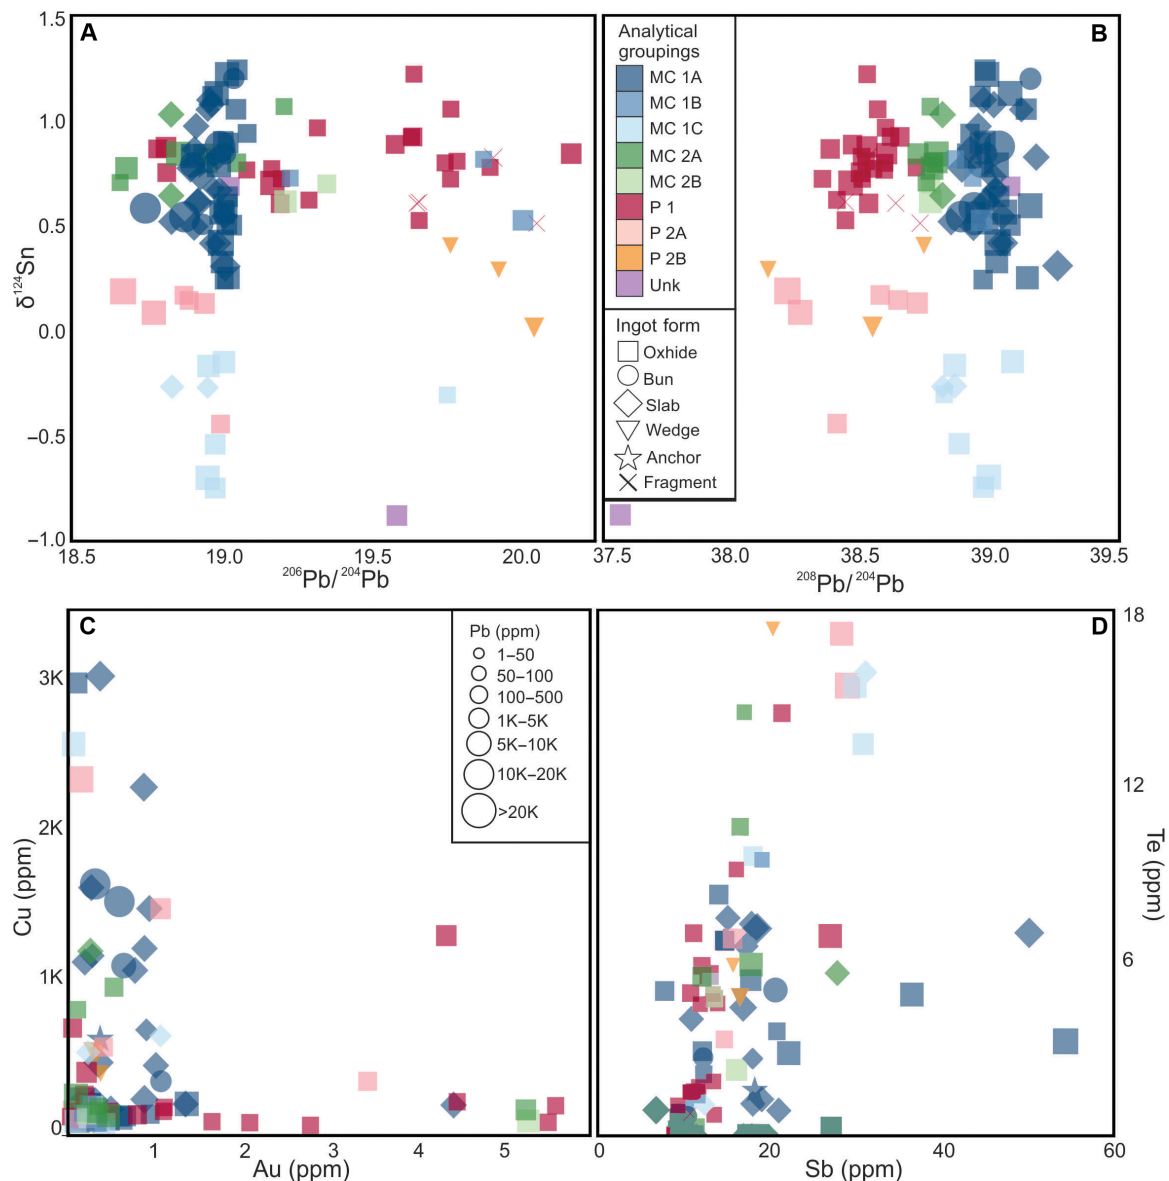 A
B
1.5
1.0
0.5
0.0
−0.5
−1.0
δ¹²⁴Sn
18.5
19.0
19.5
20.0
²⁰⁶Pb/²⁰⁴Pb
Analytical
groupings
MC 1A
MC 1B
MC 1C
MC 2A
MC 2B
P 1
P 2A
P 2B
Unk
Ingot form
Oxhide
Bun
Slab
Wedge
Anchor
Fragment
37.5
38.0
38.5
39.0
39.5
²⁰⁸Pb/²⁰⁴Pb
C
D
3K
2K
1K
0
Cu (ppm)
Pb (ppm)
1–50
50–100
100–500
1K–5K
5K–10K
10K–20K
>20K
1
2
3
4
5
Au (ppm)
18
12
6
Te (ppm)
0
20
40
60
Sb (ppm)